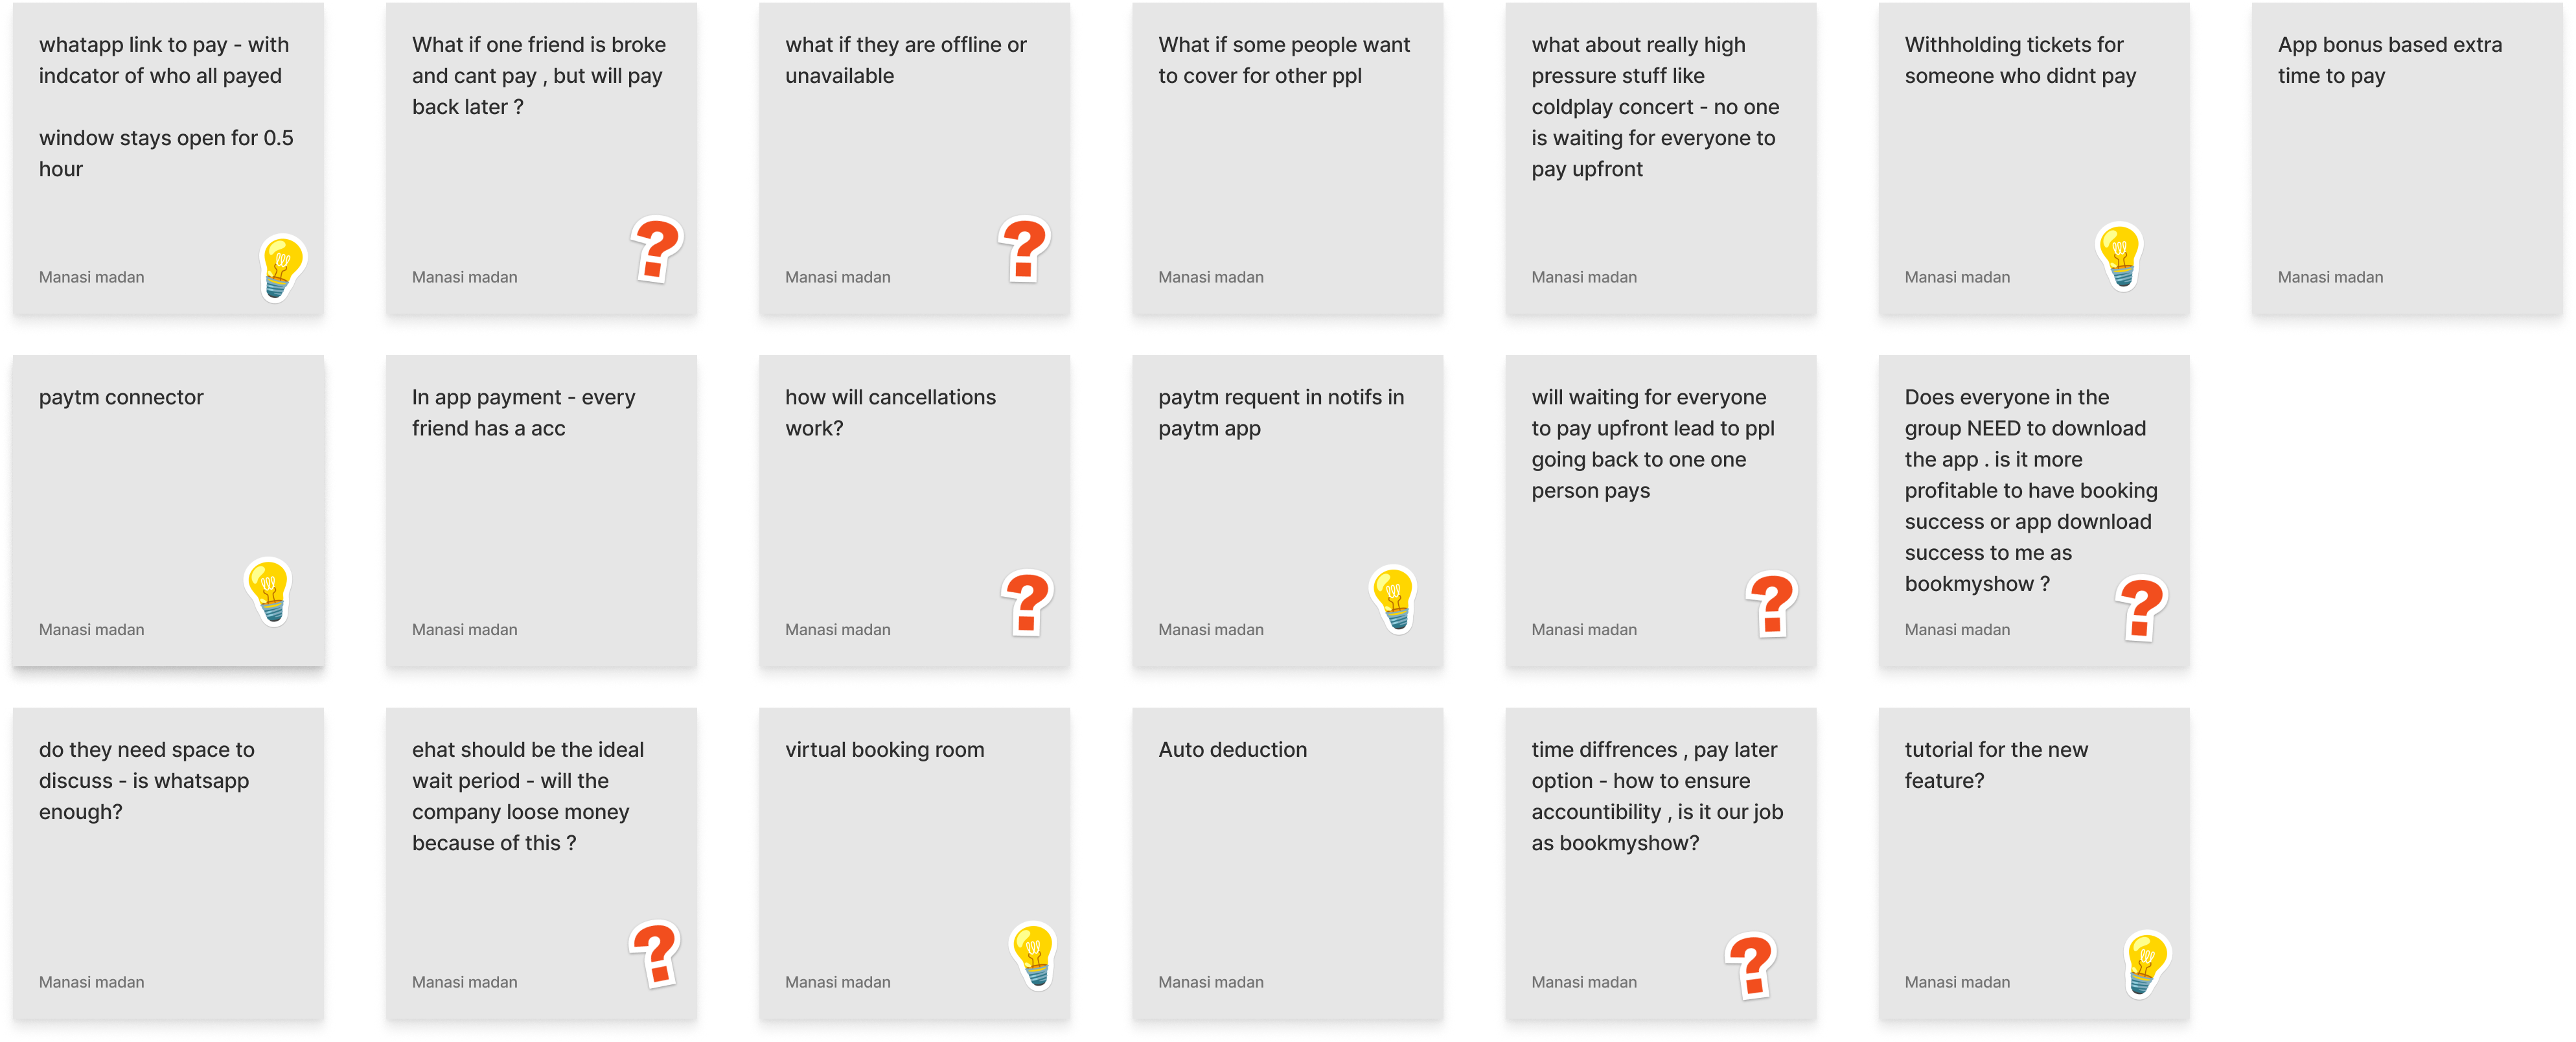 whatapp link to pay - with
indcator of who all payed
window stays open for 0.5
hour
Manasi madan
What if one friend is broke
and cant pay , but will pay
back later ?
Manasi madan
what if they are offline or
unavailable
Manasi madan
What if some people want
to cover for other ppl
Manasi madan
what about really high
pressure stuff like
coldplay concert - no one
is waiting for everyone to
pay upfront
Manasi madan
Withholding tickets for
someone who didnt pay
Manasi madan
App bonus based extra
time to pay
Manasi madan
paytm connector
Manasi madan
In app payment - every
friend has a acc
Manasi madan
how will cancellations
work?
Manasi madan
paytm requent in notifs in
paytm app
Manasi madan
will waiting for everyone
to pay upfront lead to ppl
going back to one one
person pays
Manasi madan
Does everyone in the
group NEED to download
the app . is it more
profitable to have booking
success or app download
success to me as
bookmyshow ?
Manasi madan
do they need space to
discuss - is whatsapp
enough?
Manasi madan
ehat should be the ideal
wait period - will the
company loose money
because of this ?
Manasi madan
virtual booking room
Manasi madan
Auto deduction
Manasi madan
time diffrences , pay later
option - how to ensure
accountibility , is it our job
as bookmyshow?
Manasi madan
tutorial for the new
feature?
Manasi madan